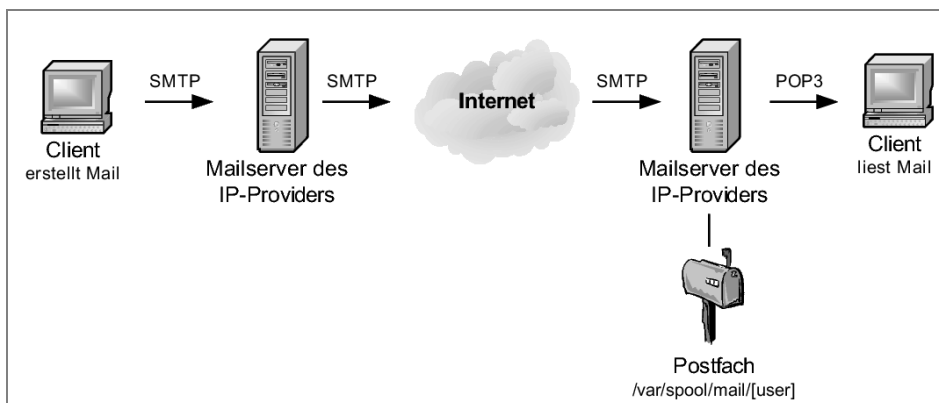 SMTP
SMTP
Internet
SMTP
POP3
Client
erstellt Mail
Mailserver des
IP-Providers
Mailserver des
IP-Providers
Client
liest Mail
Postfach
/var/spool/mail/[user]